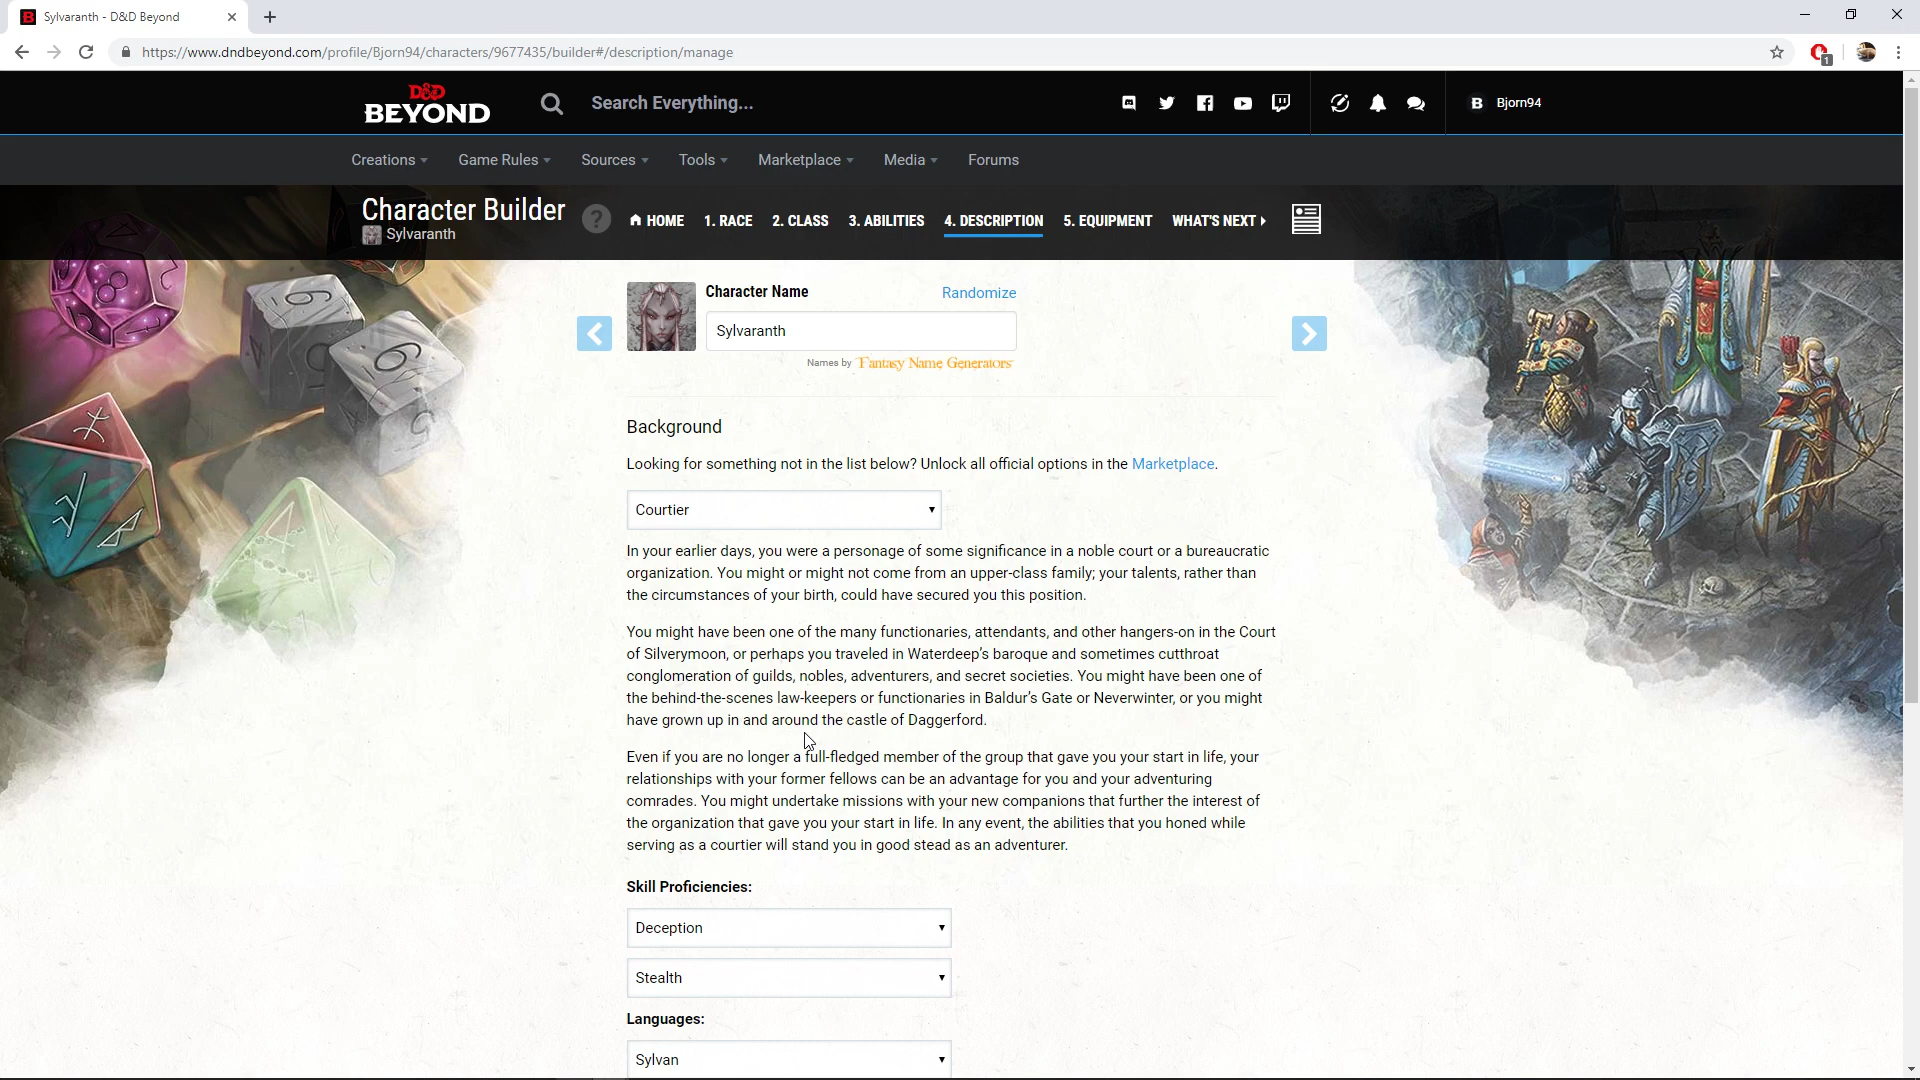 Sylvaranth - D&D Beyond
https://www.dndbeyond.com/profile/Bjorn94/characters/9677435/builder#/description/manage
1
D&D
BEYOND
Search Everything...
B Bjorn94
Creations Game Rules Sources Tools Marketplace Media Forums
Character Builder
Sylvaranth
? HOME 1. RACE 2. CLASS 3. ABILITIES 4. DESCRIPTION 5. EQUIPMENT WHAT'S NEXT
Character Name Randomize
Sylvaranth
Names by Fantasy Name Generators
Background
Looking for something not in the list below? Unlock all official options in the Marketplace.
Courtier
In your earlier days, you were a personage of some significance in a noble court or a bureaucratic
organization. You might or might not come from an upper-class family; your talents, rather than
the circumstances of your birth, could have secured you this position.
You might have been one of the many functionaries, attendants, and other hangers-on in the Court
of Silverymoon, or perhaps you traveled in Waterdeep's baroque and sometimes cutthroat
conglomeration of guilds, nobles, adventurers, and secret societies. You might have been one of
the behind-the-scenes law-keepers or functionaries in Baldur's Gate or Neverwinter, or you might
have grown up in and around the castle of Daggerford.
Even if you are no longer a full-fledged member of the group that gave you your start in life, your
relationships with your former fellows can be an advantage for you and your adventuring
comrades. You might undertake missions with your new companions that further the interest of
the organization that gave you your start in life. In any event, the abilities that you honed while
serving as a courtier will stand you in good stead as an adventurer.
Skill Proficiencies:
Deception
Stealth
Languages:
Sylvan